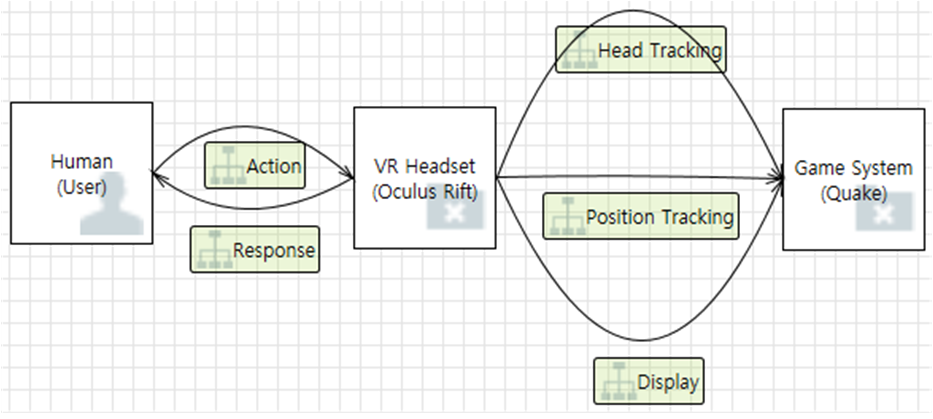 Head Tracking
Human
(User)
Action
Response
VR Headset
(Oculus Rift)
Position Tracking
Display
Game System
(Quake)